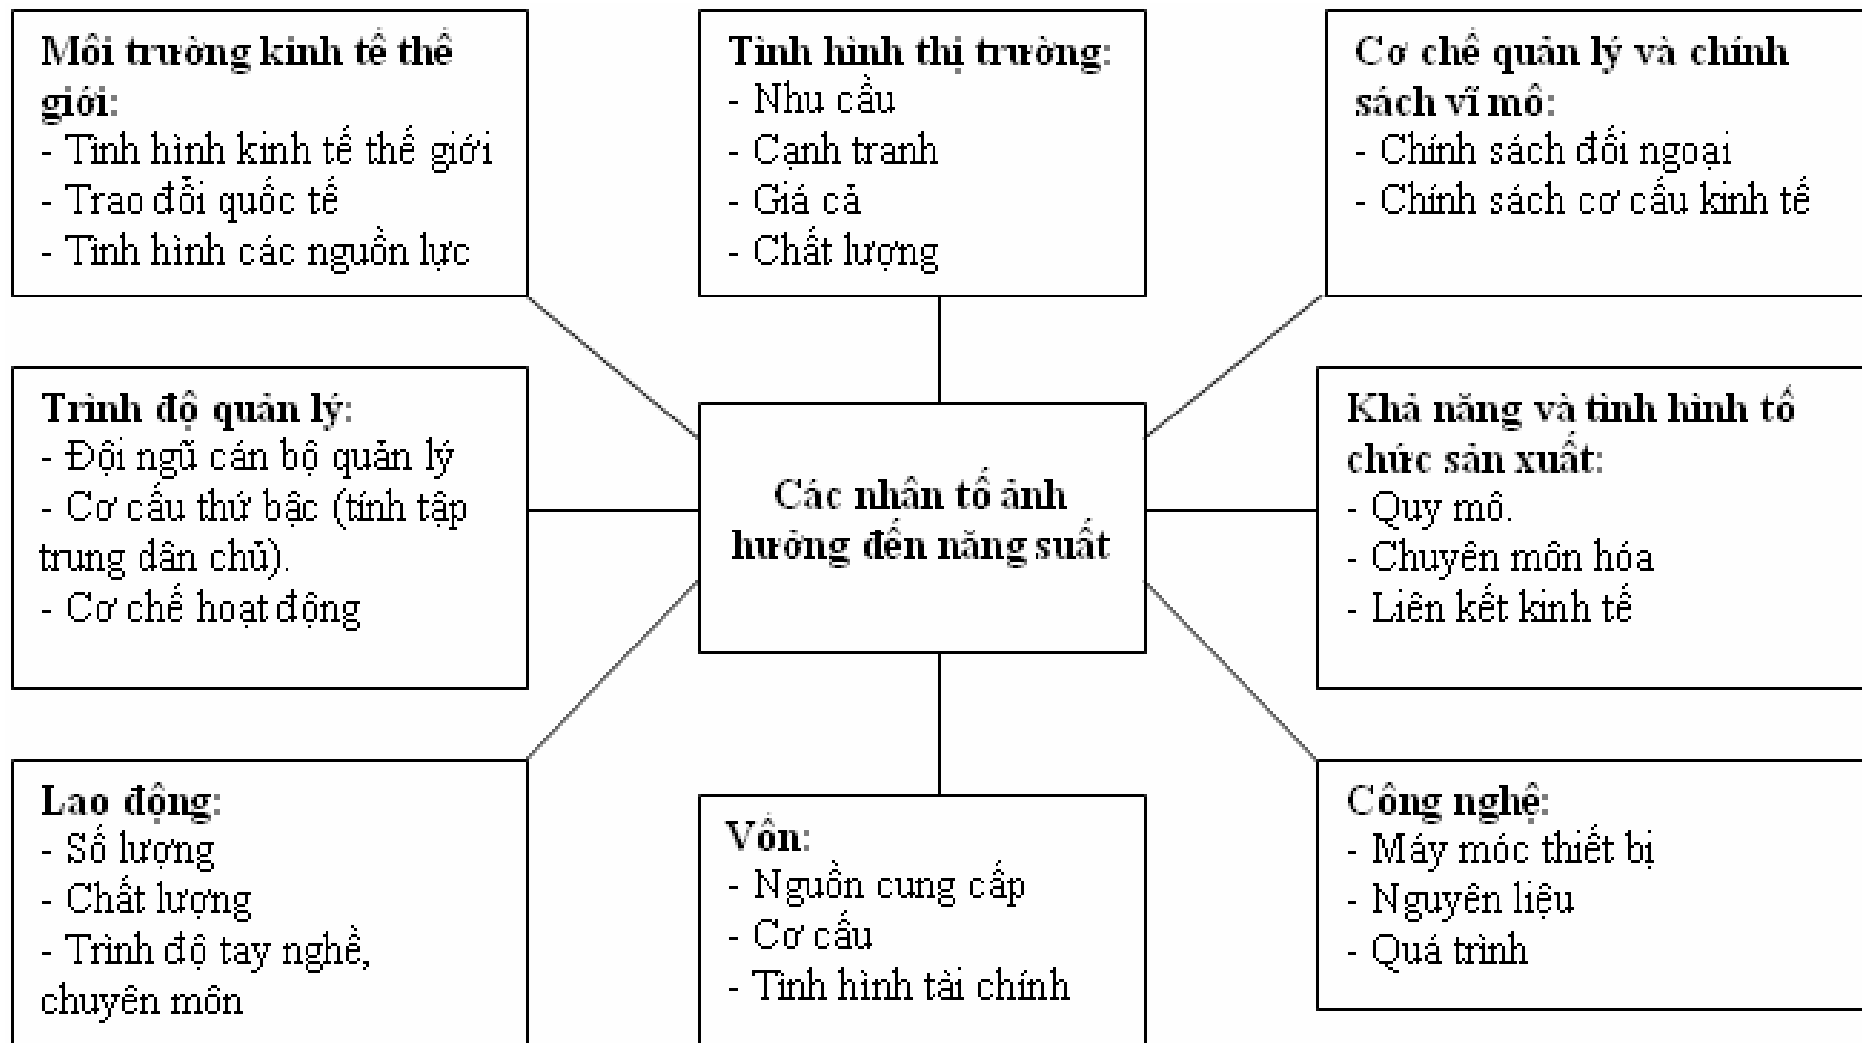 Môi trường kinh tế thế
giới:
- Tình hình kinh tế thế giới
- Trao đổi quốc tế
- Tình hình các nguồn lực
Tình hình thị trường:
- Nhu cầu
- Cạnh tranh
- Giá cả
- Chất lượng
Cơ chế quản lý và chính
sách vĩ mô:
- Chính sách đối ngoại
- Chính sách cơ cấu kinh tế
Trình độ quản lý:
- Đội ngũ cán bộ quản lý
- Cơ cấu thứ bậc (tính tập
trung dân chủ).
- Cơ chế hoạt động
Các nhân tố ảnh
hưởng đến năng suất
Khả năng và tình hình tổ
chức sản xuất:
- Quy mô.
- Chuyên môn hóa
- Liên kết kinh tế
Lao động:
- Số lượng
- Chất lượng
- Trình độ tay nghề,
chuyên môn
Vốn:
- Nguồn cung cấp
- Cơ cấu
- Tình hình tài chính
Công nghệ:
- Máy móc thiết bị
- Nguyên liệu
- Quá trình